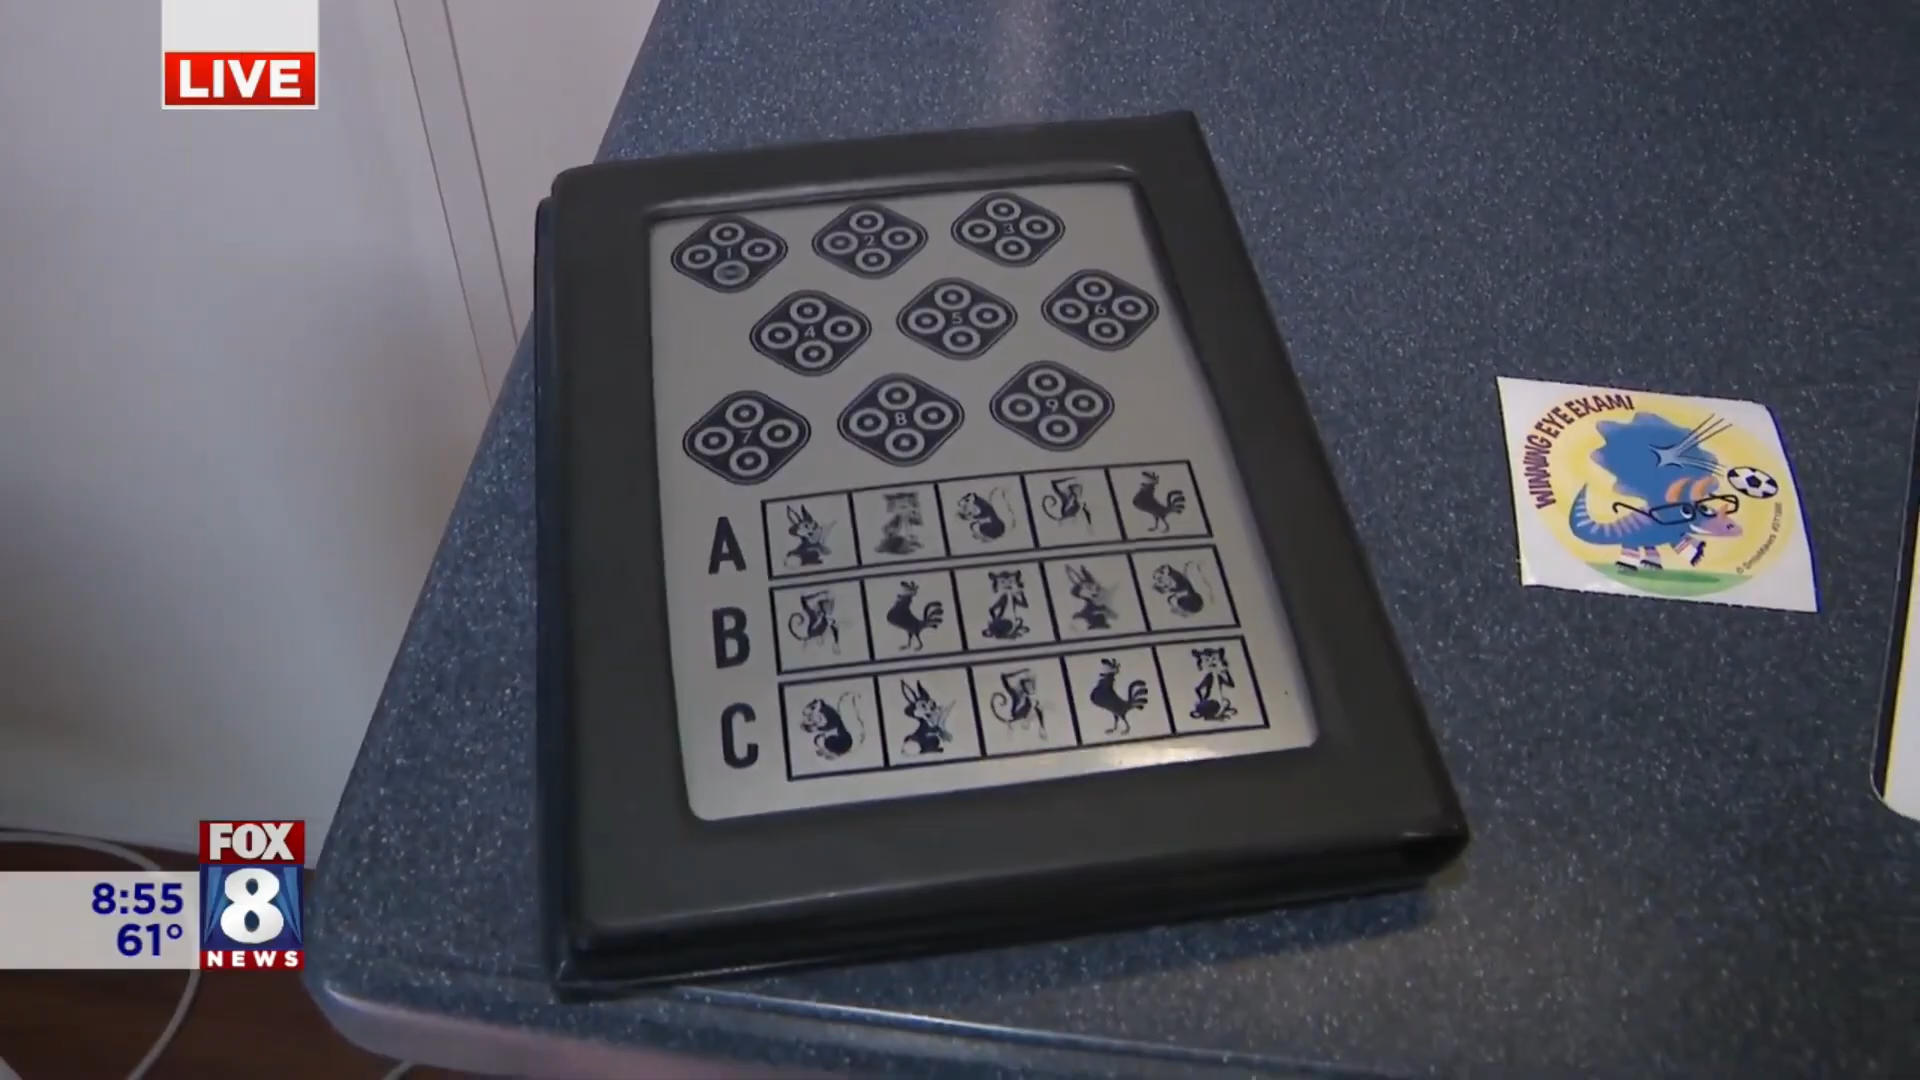 LIVE
1 2 3
4 5 6
7 8 9
A
B
C
WINNING EYE EXAM!
8:55
61°
FOX
8
NEWS